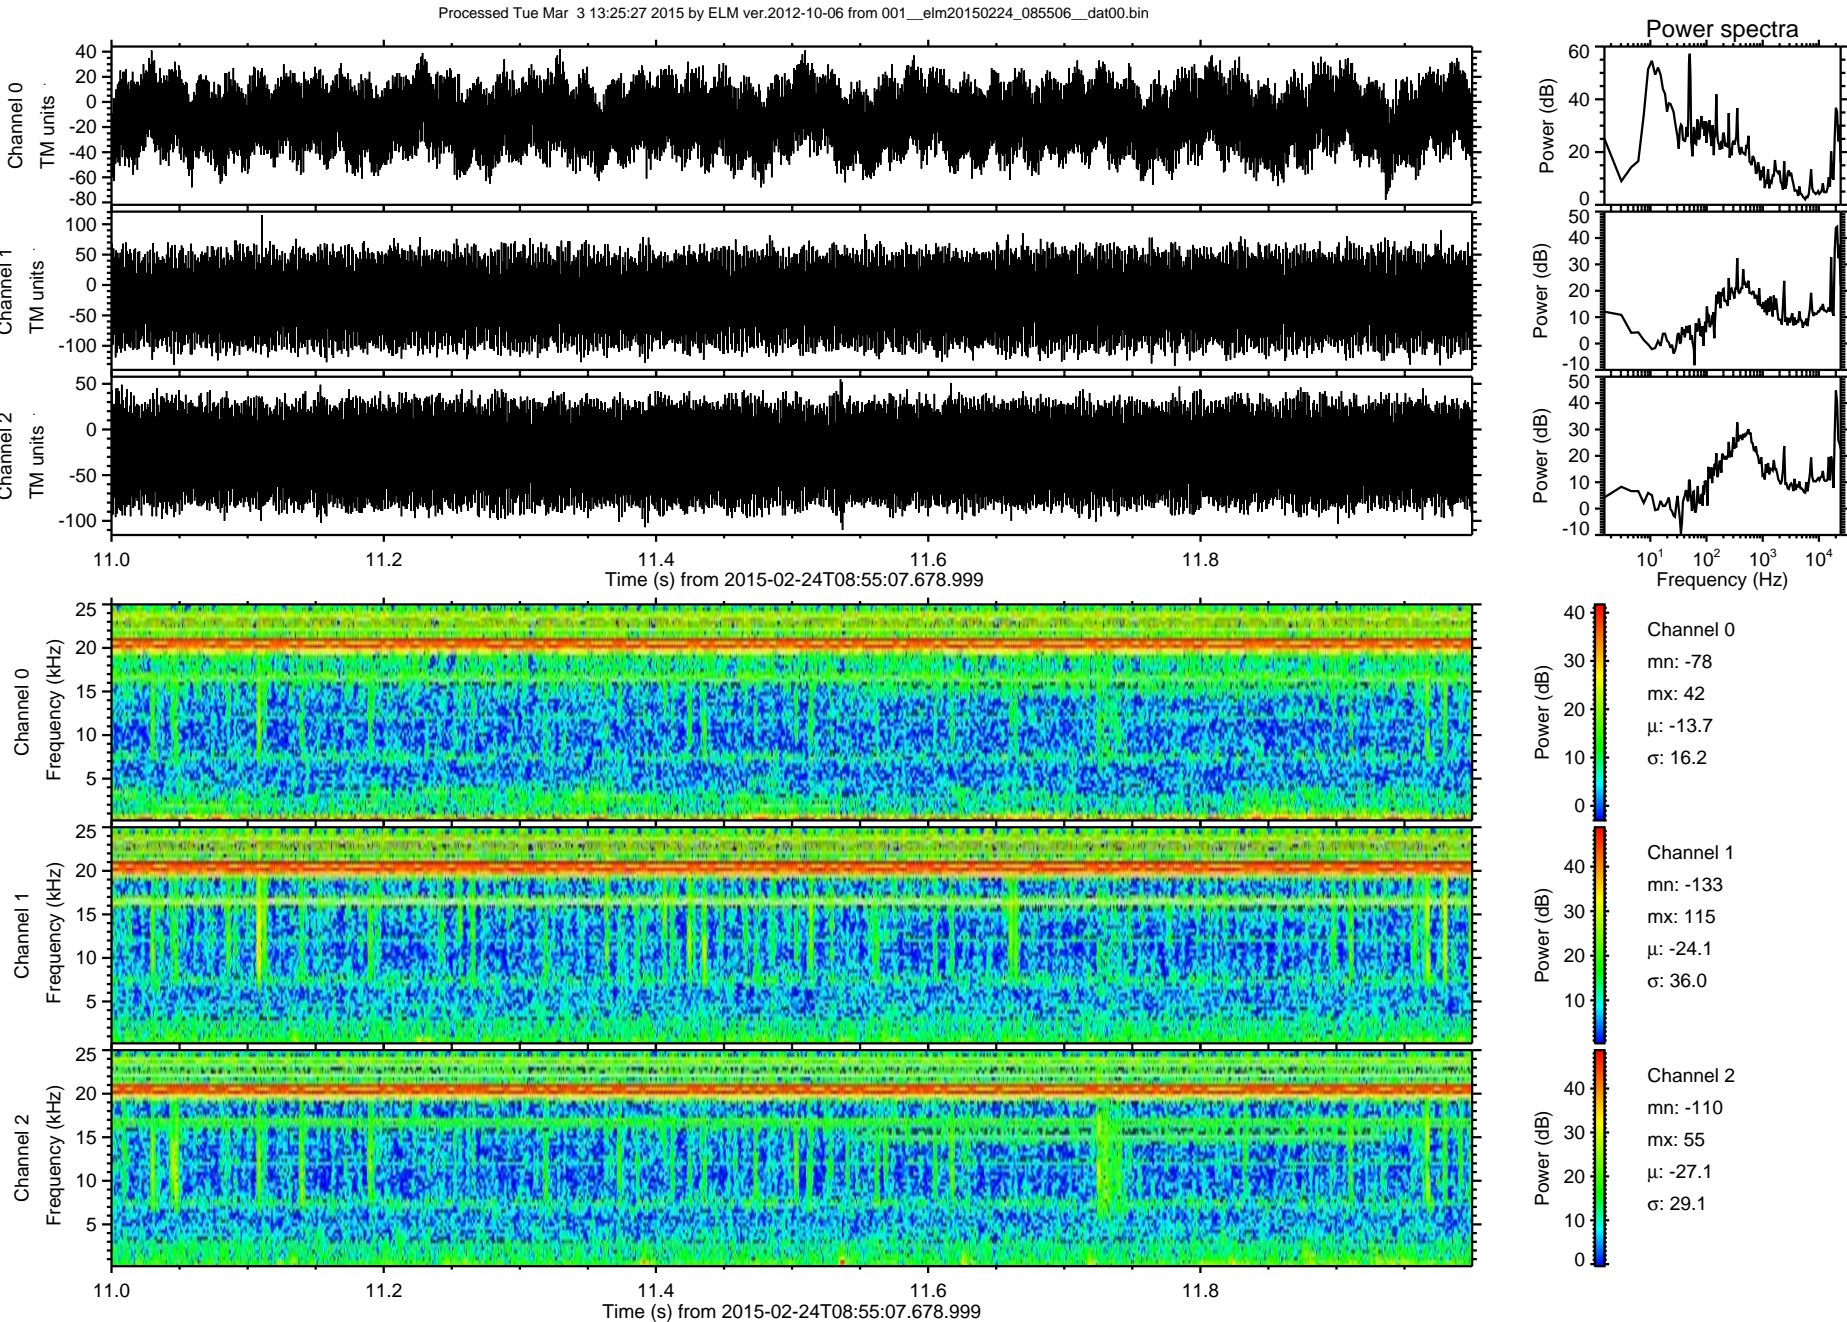 Processed Tue Mar 3 13:25:27 2015 by ELM ver.2012-10-06 from 001__elm20150224_085506__dat00.bin
Power spectra
Channel 0
TM units
40
20
0
-20
-40
-60
-80
Power (dB)
60
40
20
0
Channel 1
TM units
100
50
0
-50
-100
Power (dB)
50
40
30
20
10
0
-10
Channel 2
TM units
50
0
-50
-100
Power (dB)
50
40
30
20
10
0
-10
11.0 11.2 11.4 11.6 11.8
Time (s) from 2015-02-24T08:55:07.678.999
10^1 10^2 10^3 10^4
Frequency (Hz)
Channel 0
Frequency (kHz)
25
20
15
10
5
Power (dB)
40
30
20
10
0
Channel 0
mn: -78
mx: 42
μ: -13.7
σ: 16.2
Channel 1
Frequency (kHz)
25
20
15
10
5
Power (dB)
40
30
20
10
Channel 1
mn: -133
mx: 115
μ: -24.1
σ: 36.0
Channel 2
Frequency (kHz)
25
20
15
10
5
Power (dB)
40
30
20
10
0
Channel 2
mn: -110
mx: 55
μ: -27.1
σ: 29.1
11.0 11.2 11.4 11.6 11.8
Time (s) from 2015-02-24T08:55:07.678.999